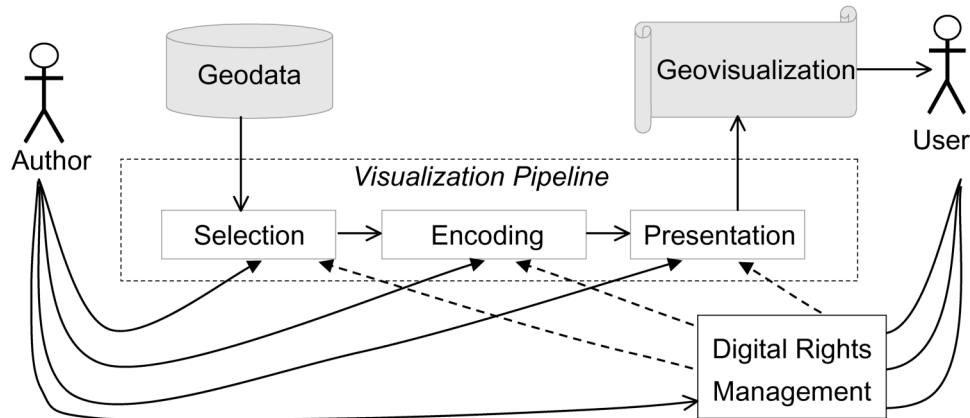 Geodata
Geovisualization
Author
User
Visualization Pipeline
Selection
Encoding
Presentation
Digital Rights
Management